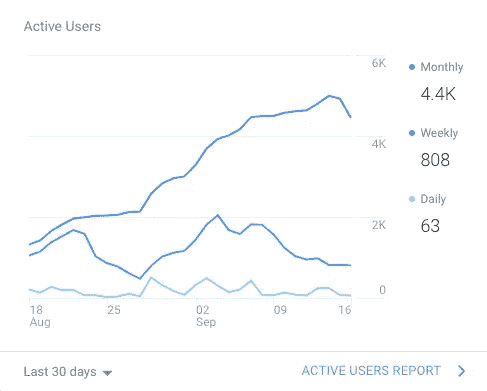 Active Users
6K
4K
2K
0
Monthly
4.4K
Weekly
808
Daily
63
18 25 02 09 16
Aug Sep
Last 30 days
ACTIVE USERS REPORT